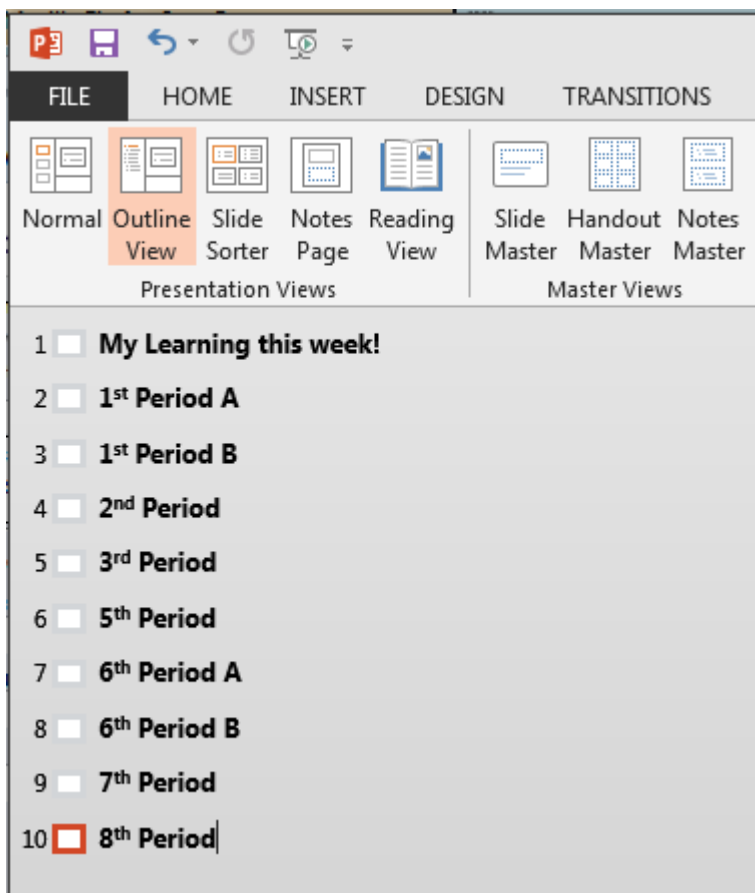 FILE HOME INSERT DESIGN TRANSITIONS
Normal Outline View Slide Sorter Notes Page Reading View Slide Master Handout Master Notes Master
Presentation Views Master Views
1 My Learning this week!
2 1st Period A
3 1st Period B
4 2nd Period
5 3rd Period
6 5th Period
7 6th Period A
8 6th Period B
9 7th Period
10 8th Period